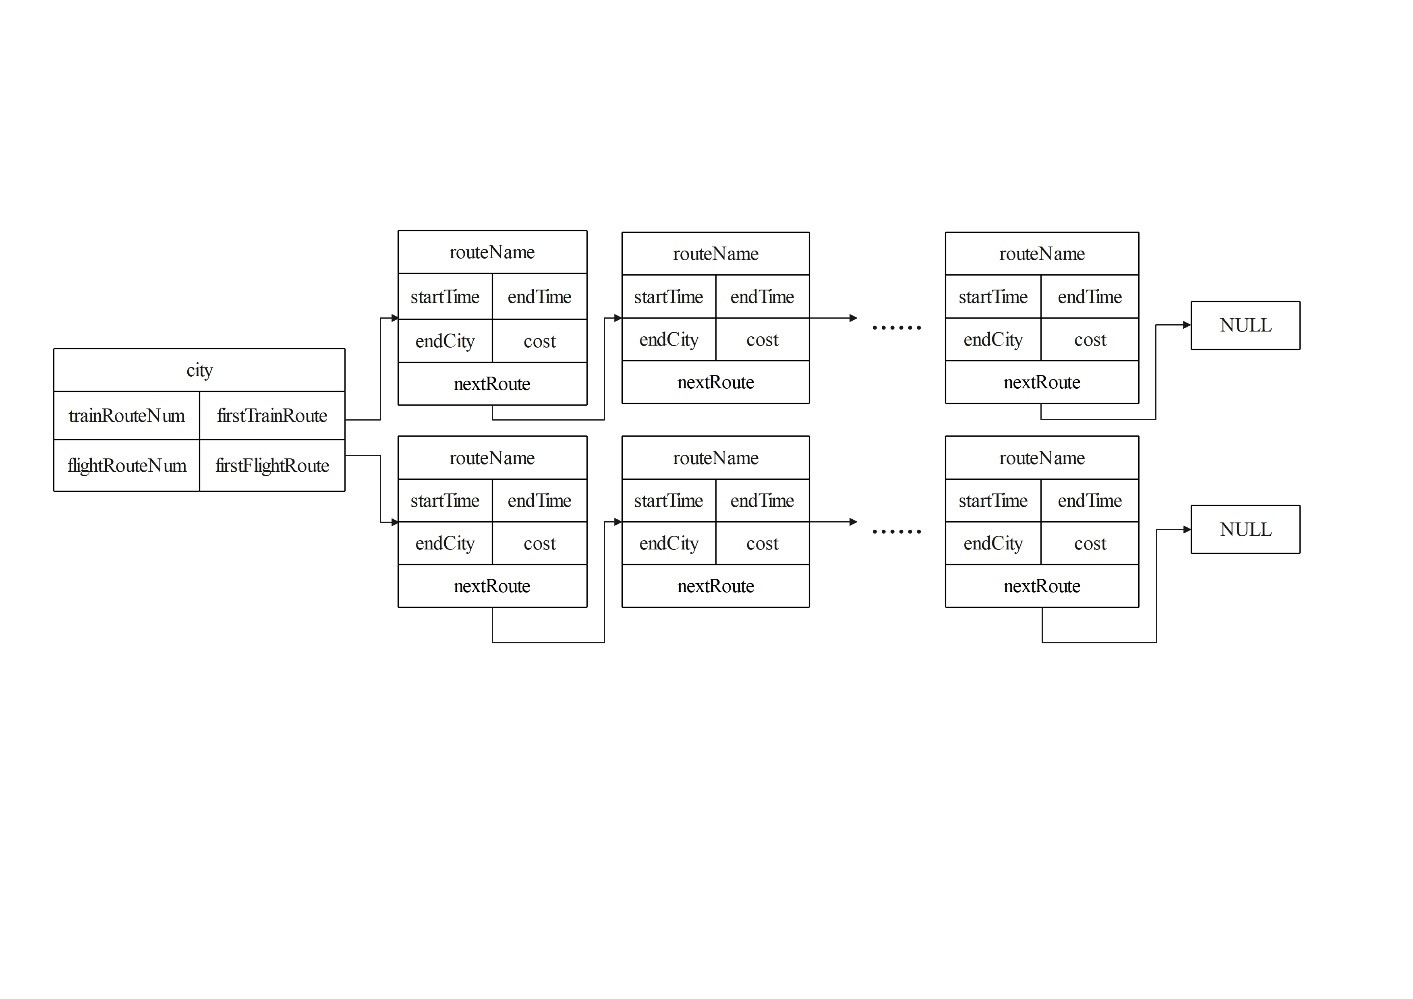 city
trainRouteNum firstTrainRoute
flightRouteNum firstFlightRoute
routeName
startTime endTime
endCity cost
nextRoute
routeName
startTime endTime
endCity cost
nextRoute
......
routeName
startTime endTime
endCity cost
nextRoute
NULL
routeName
startTime endTime
endCity cost
nextRoute
routeName
startTime endTime
endCity cost
nextRoute
......
routeName
startTime endTime
endCity cost
nextRoute
NULL